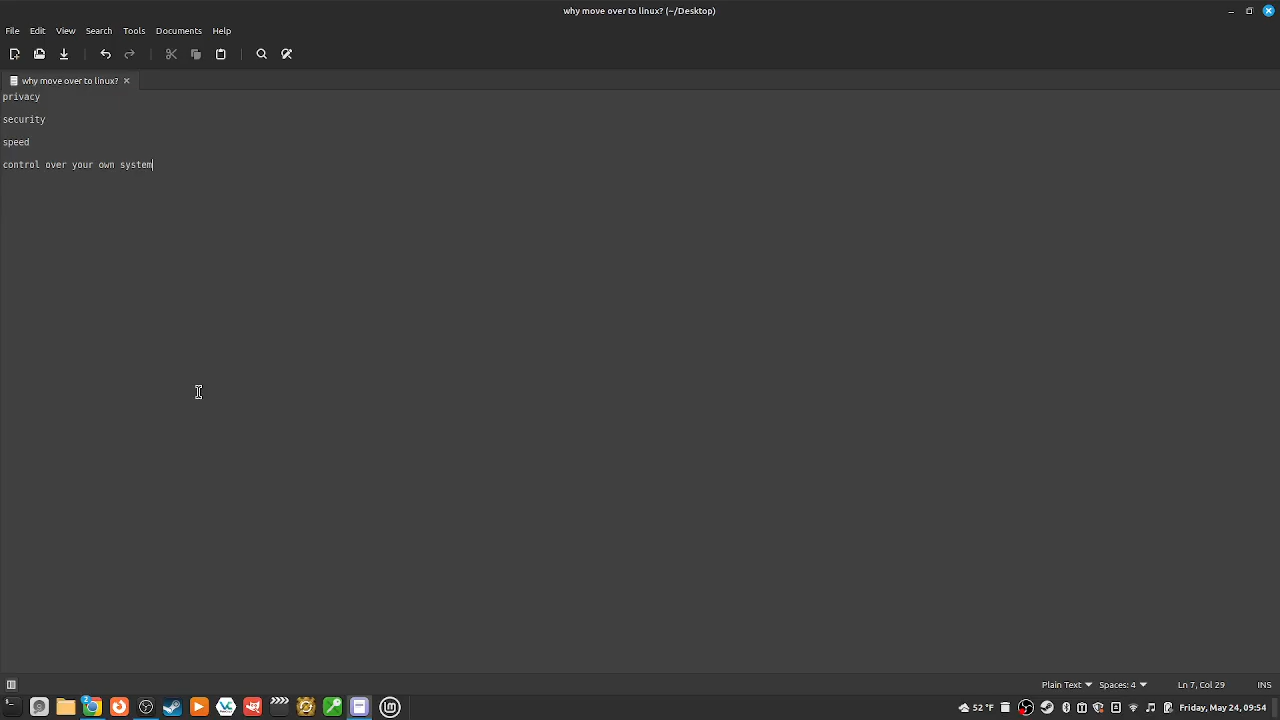 why move over to linux? (~/Desktop)
File Edit View Search Tools Documents Help
why move over to linux?
privacy
security
speed
control over your own system
Plain Text Spaces: 4 Ln 7, Col 29 INS
2 VC 52 °F Friday, May 24, 09:54